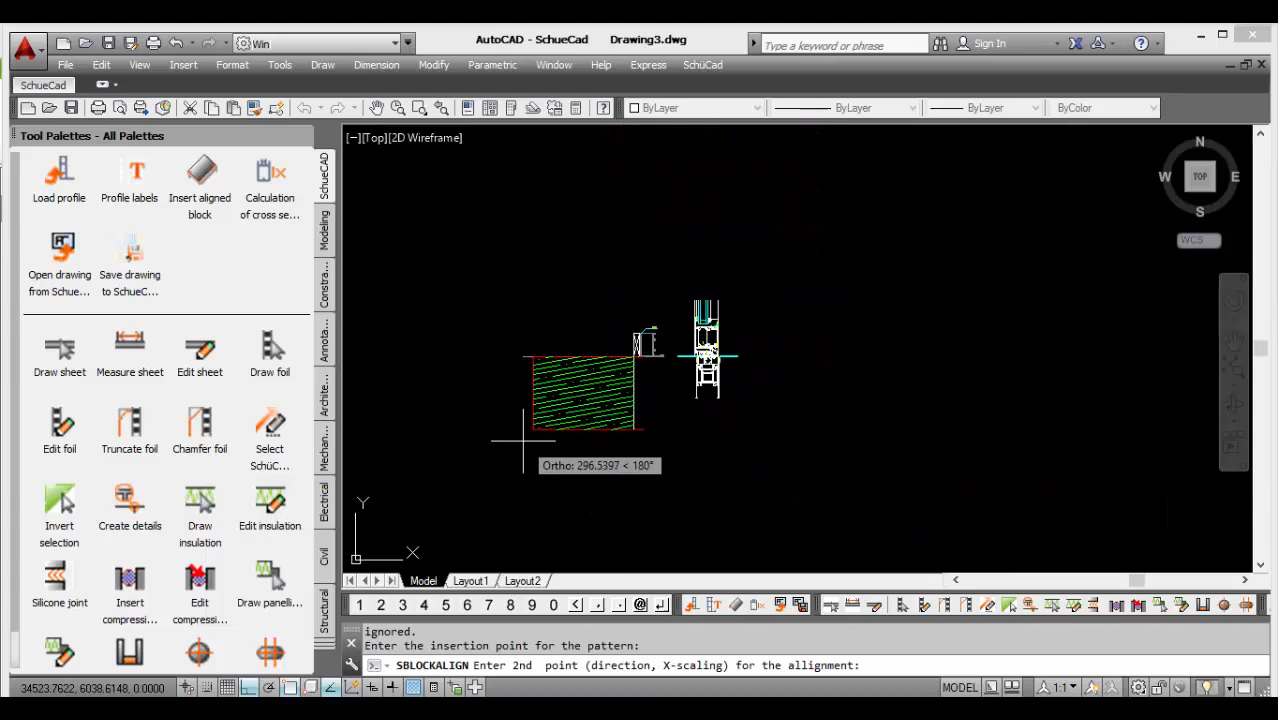 Win
AutoCAD - SchueCad Drawing3.dwg
Type a keyword or phrase
Sign In
File Edit View Insert Format Tools Draw Dimension Modify Parametric Window Help Express SchüCad
SchueCad
ByLayer ByLayer ByLayer ByColor
Tool Palettes - All Palettes
Load profile Profile labels Insert aligned block Calculation of cross se...
Open drawing from Schue... Save drawing to SchueC...
Draw sheet Measure sheet Edit sheet Draw foil
Edit foil Truncate foil Chamfer foil Select SchüC...
Invert selection Create details Draw insulation Edit insulation
Silicone joint Insert compressi... Edit compressi... Draw panelli...
SchueCAD
Modeling
Constra...
Annota...
Archite...
Mechan...
Electrical
Civil
Structural
[−][Top][2D Wireframe]
N
W TOP E
S
WCS
Ortho: 296.5397 < 180°
Y
X
Model Layout1 Layout2
1 2 3 4 5 6 7 8 9 0 < , . @
ignored.
Enter the insertion point for the pattern:
SBLOCKALIGN Enter 2nd point (direction, X-scaling) for the allignment:
34523.7622, 6038.6148, 0.0000
MODEL
1:1